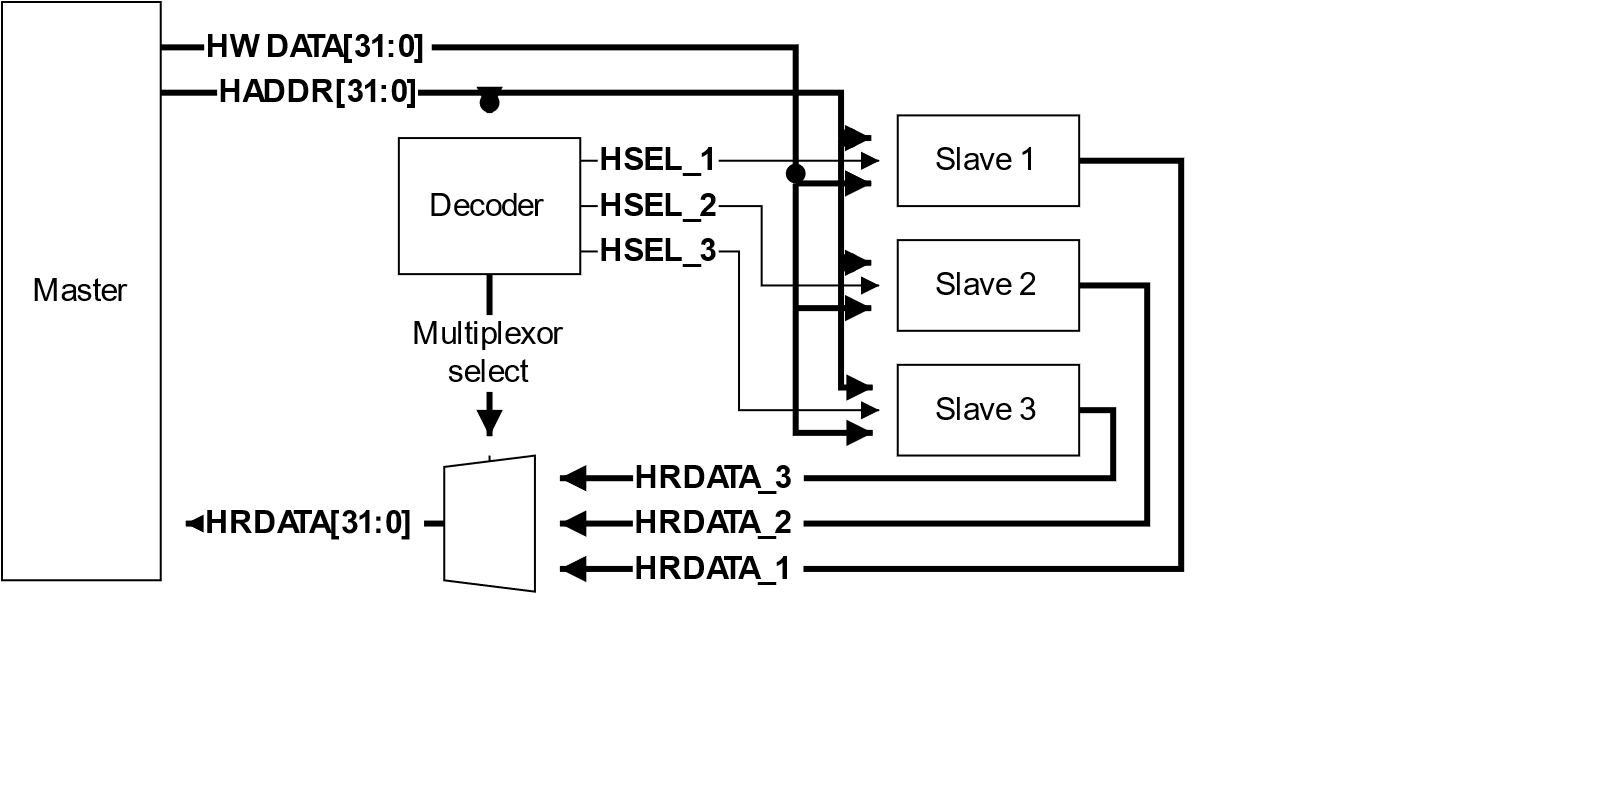 HWDATA[31:0]
HADDR[31:0]
HSEL_1
Slave 1
Decoder
HSEL_2
HSEL_3
Master
Slave 2
Multiplexor
select
Slave 3
HRDATA_3
HRDATA[31:0]
HRDATA_2
HRDATA_1